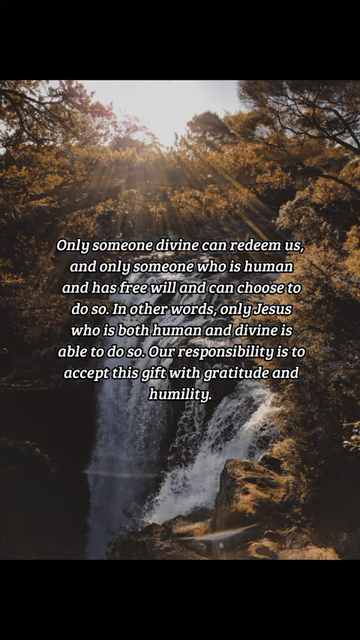 Only someone divine can redeem us,
and only someone who is human
and has free will and can choose to
do so. In other words, only Jesus
who is both human and divine is
able to do so. Our responsibility is to
accept this gift with gratitude and
humility.